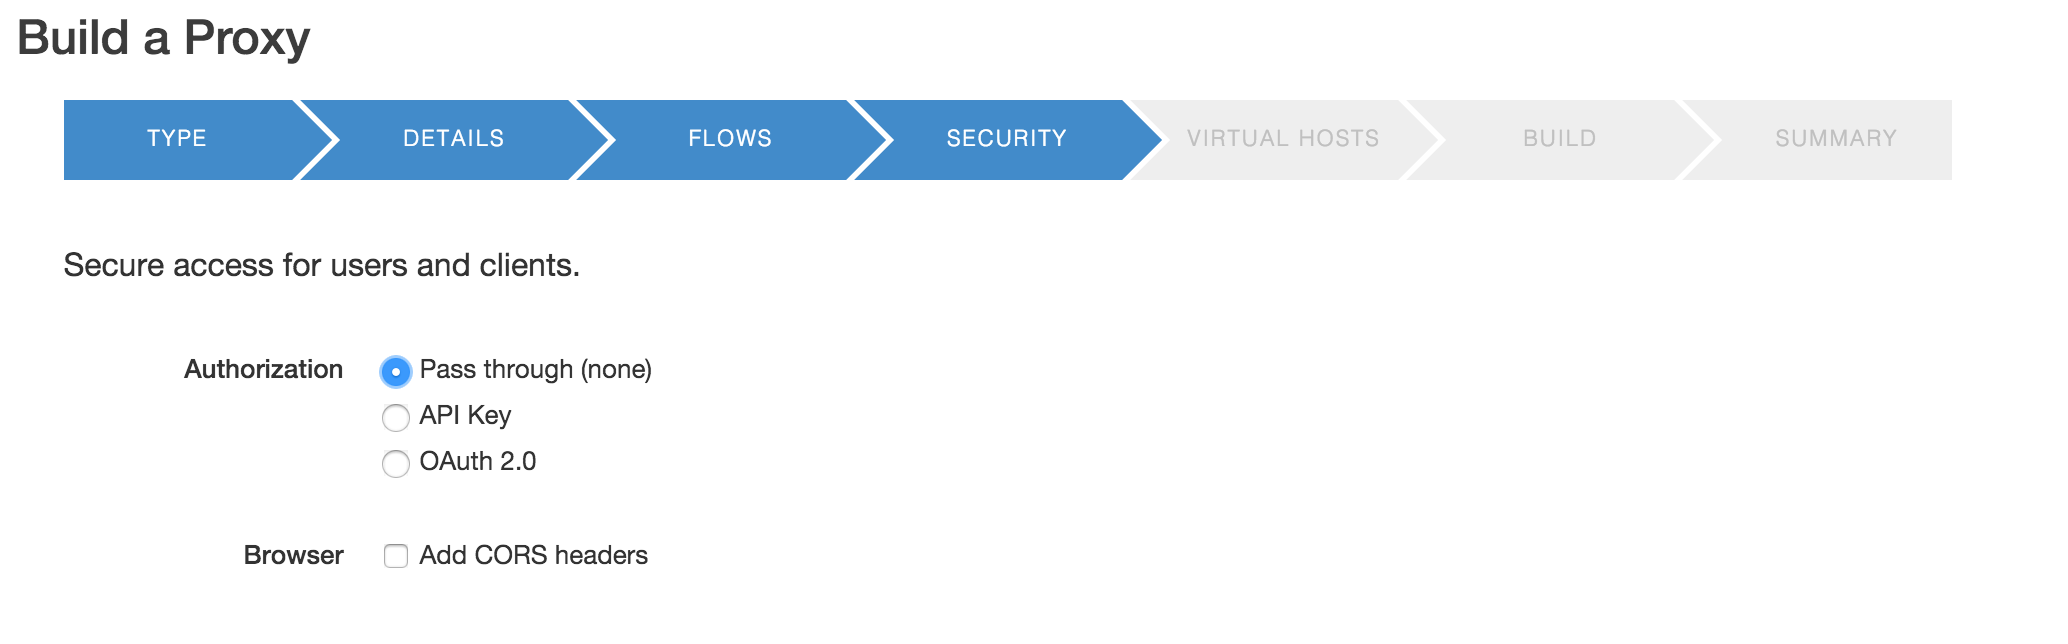 Build a Proxy
TYPE DETAILS FLOWS SECURITY VIRTUAL HOSTS BUILD SUMMARY
Secure access for users and clients.
Authorization Pass through (none)
API Key
OAuth 2.0
Browser Add CORS headers